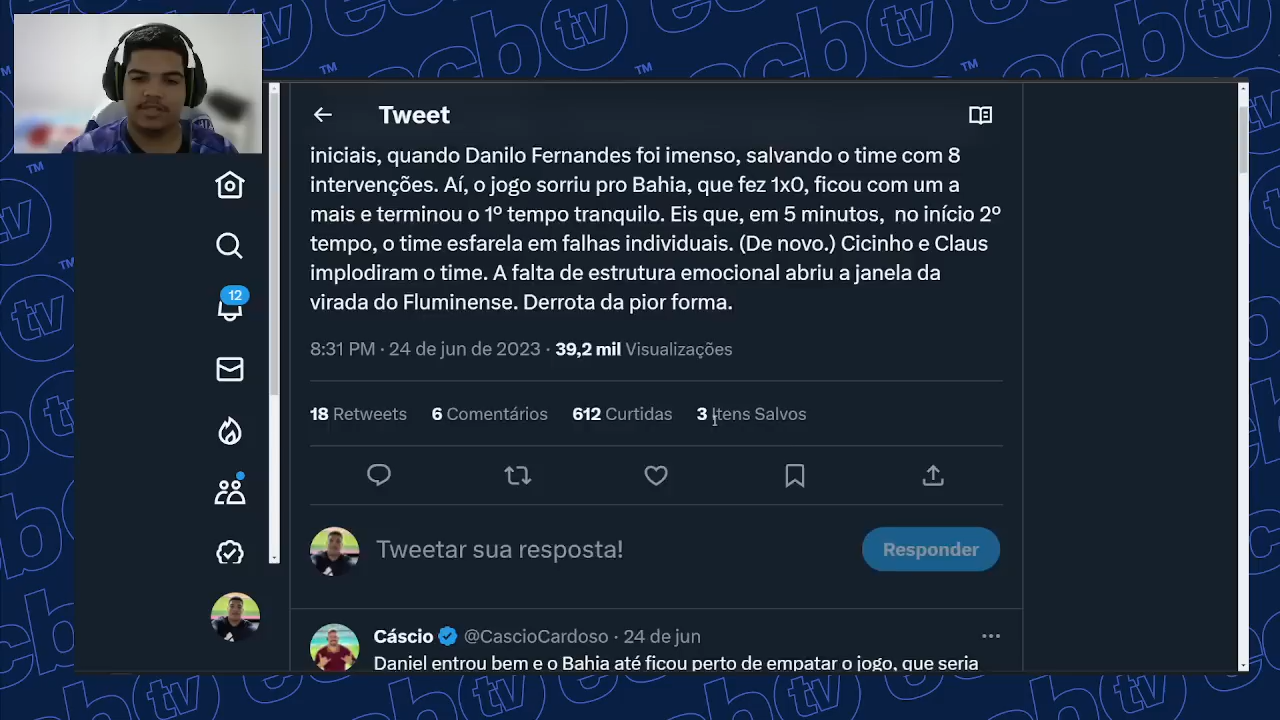 Tweet
iniciais, quando Danilo Fernandes foi imenso, salvando o time com 8
intervenções. Aí, o jogo sorriu pro Bahia, que fez 1x0, ficou com um a
mais e terminou o 1º tempo tranquilo. Eis que, em 5 minutos, no início 2º
tempo, o time esfarela em falhas individuais. (De novo.) Cicinho e Claus
implodiram o time. A falta de estrutura emocional abriu a janela da
virada do Fluminense. Derrota da pior forma.
12
8:31 PM · 24 de jun de 2023 · 39,2 mil Visualizações
18 Retweets 6 Comentários 612 Curtidas 3 Itens Salvos
Tweetar sua resposta!
Responder
Cáscio @CascioCardoso · 24 de jun
Daniel entrou bem e o Bahia até ficou perto de empatar o jogo, que seria